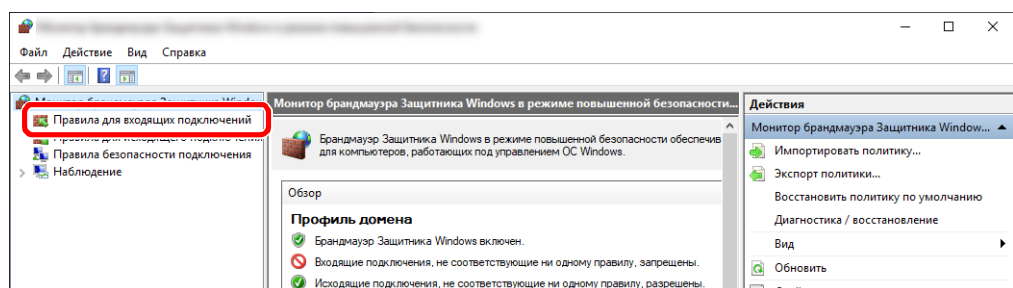 Файл Действие Вид Справка
Правила для входящих подключений
Правила безопасности подключения
Наблюдение
Монитор брандмауэра Защитника Windows в режиме повышенной безопасности...
Брандмауэр Защитника Windows в режиме повышенной безопасности обеспечив
для компьютеров, работающих под управлением ОС Windows.
Обзор
Профиль домена
Брандмауэр Защитника Windows включен.
Входящие подключения, не соответствующие ни одному правилу, запрещены.
Исходящие подключения, не соответствующие ни одному правилу, разрешены.
Действия
Монитор брандмауэра Защитника Window...
Импортировать политику...
Экспорт политики...
Восстановить политику по умолчанию
Диагностика / восстановление
Вид
Обновить